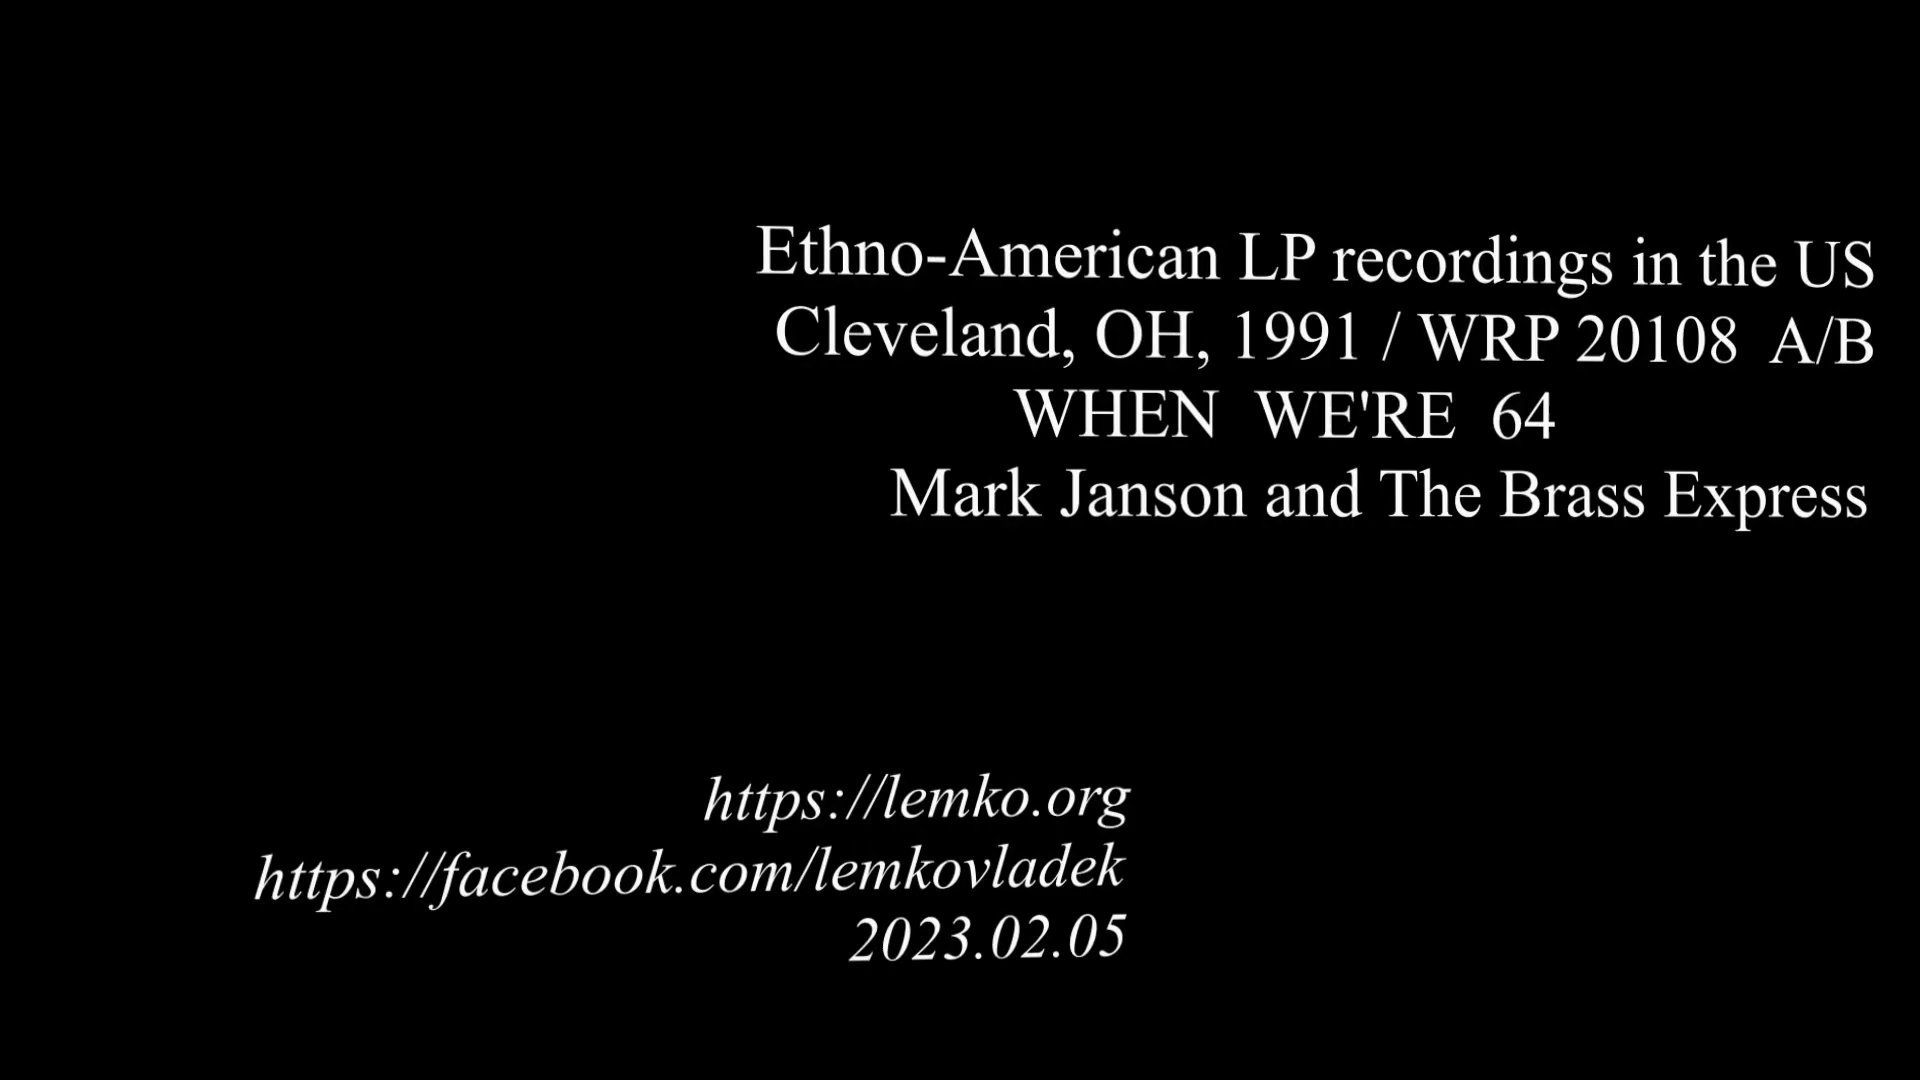 Ethno-American LP recordings in the US
Cleveland, OH, 1991 / WRP 20108 A/B
WHEN WE'RE 64
Mark Janson and The Brass Express
https://lemko.org
https://facebook.com/lemkovladek
2023.02.05